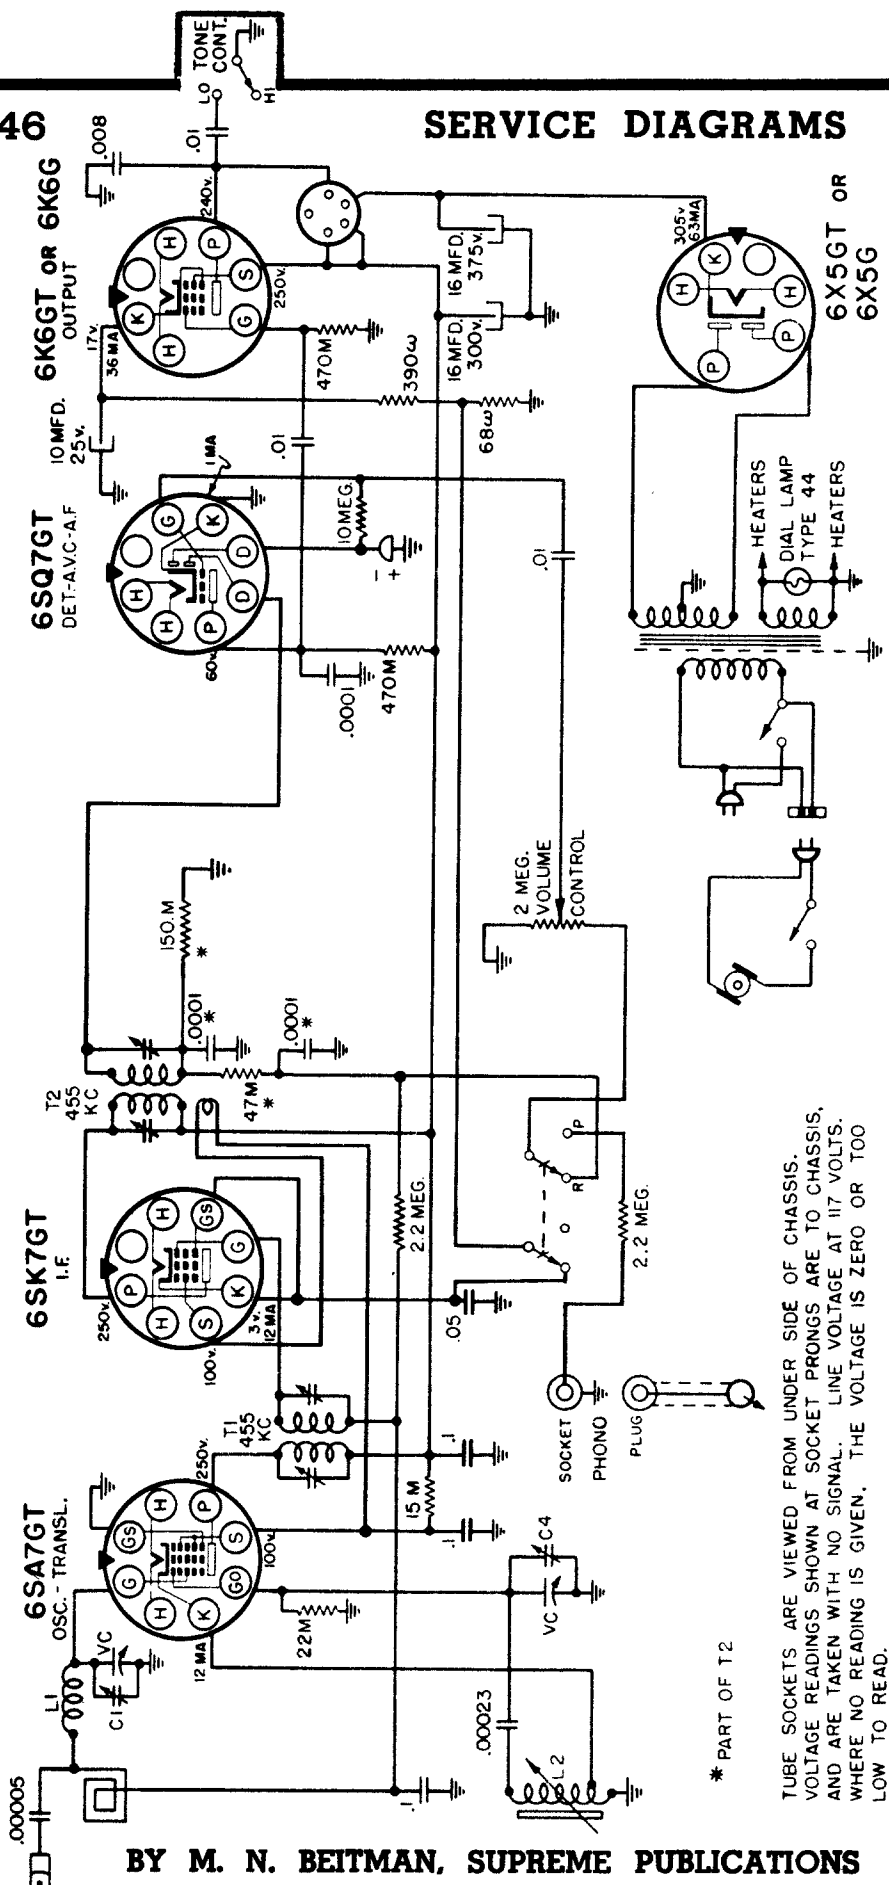 46
SERVICE DIAGRAMS
TONE
CONT.
LO
HI
.01
.008
6K6GT OR 6K6G
OUTPUT
240v.
250v.
17v.
36 MA
H
P
S
G
K
H
470M
390ω
68ω
16 MFD.
375v.
16 MFD.
300v.
305v
63MA
6X5GT OR
6X5G
K
H
H
P
P
10 MFD.
25v.
.01
1 MA
6SQ7GT
DET.-A.V.C-A.F
G
K
D
D
P
H
H
60v.
10 MEG.
- +
.0001
470M
.01
HEATERS
DIAL LAMP
TYPE 44
HEATERS
2 MEG.
VOLUME
CONTROL
150.M
*
.0001
*
.0001
*
47M
*
T2
455
KC
6SK7GT
I.F.
250v.
100v.
3v.
12MA
H
GS
G
K
S
H
P
2.2 MEG.
.05
P
R
2.2 MEG.
T1
455
KC
250v.
6SA7GT
OSC.-TRANSL.
GS
H
P
S
GO
K
H
G
100v.
12 MA
15 M
.1
.1
22M
VC
C4
L1
C1
VC
.00005
.00023
L2
.1
SOCKET
PHONO
PLUG
* PART OF T2
TUBE SOCKETS ARE VIEWED FROM UNDER SIDE OF CHASSIS.
VOLTAGE READINGS SHOWN AT SOCKET PRONGS ARE TO CHASSIS,
AND ARE TAKEN WITH NO SIGNAL. LINE VOLTAGE AT 117 VOLTS.
WHERE NO READING IS GIVEN, THE VOLTAGE IS ZERO OR TOO
LOW TO READ.
BY M. N. BEITMAN, SUPREME PUBLICATIONS